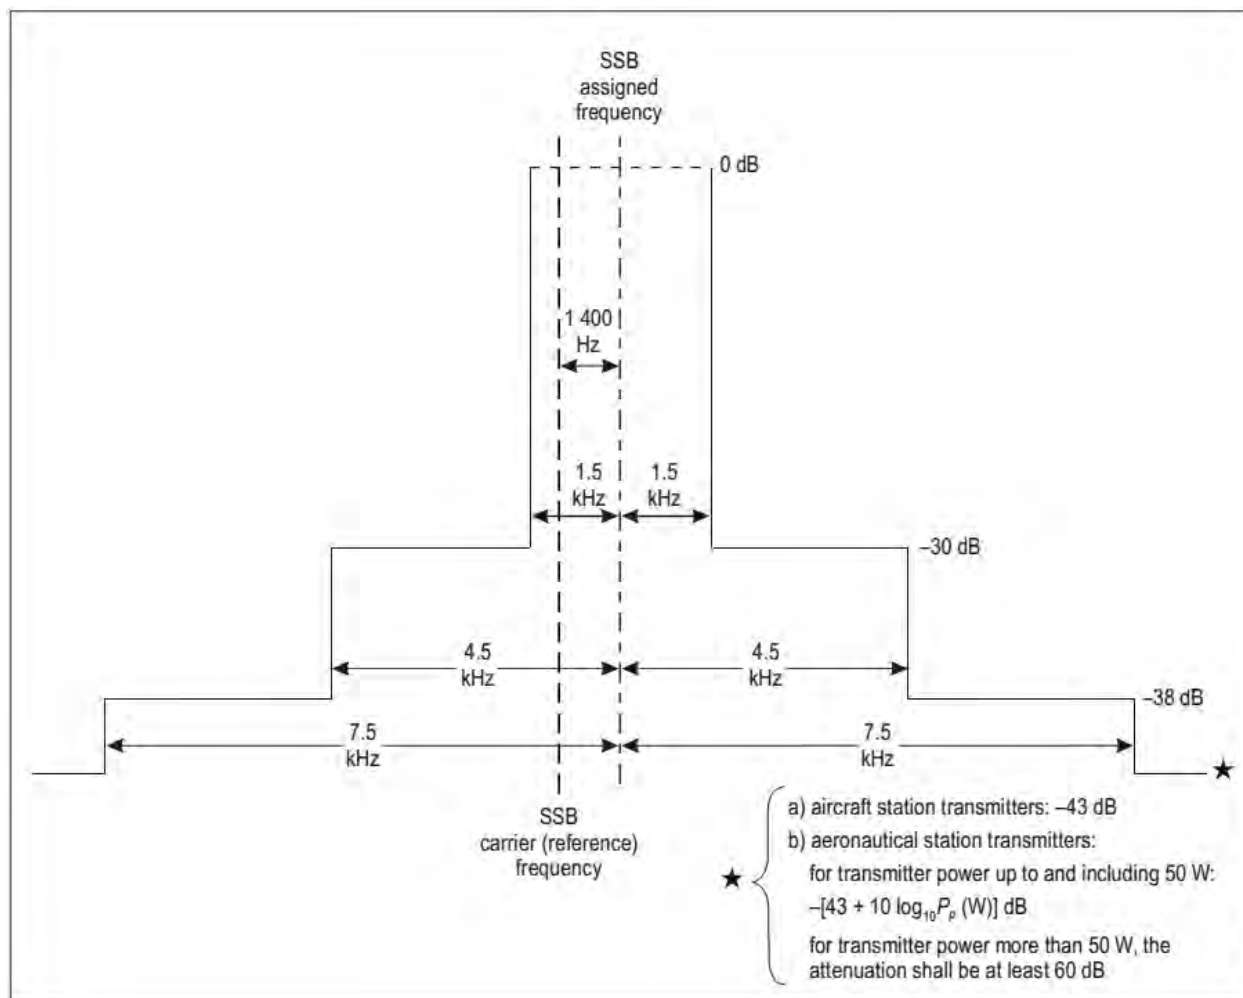 SSB
assigned
frequency
0 dB
1 400
Hz
1.5
kHz
1.5
kHz
–30 dB
4.5
kHz
4.5
kHz
–38 dB
7.5
kHz
7.5
kHz
★
SSB
carrier (reference)
frequency
★
a) aircraft station transmitters: –43 dB
b) aeronautical station transmitters:
for transmitter power up to and including 50 W:
–[43 + 10 log₁₀Pₚ (W)] dB
for transmitter power more than 50 W, the
attenuation shall be at least 60 dB